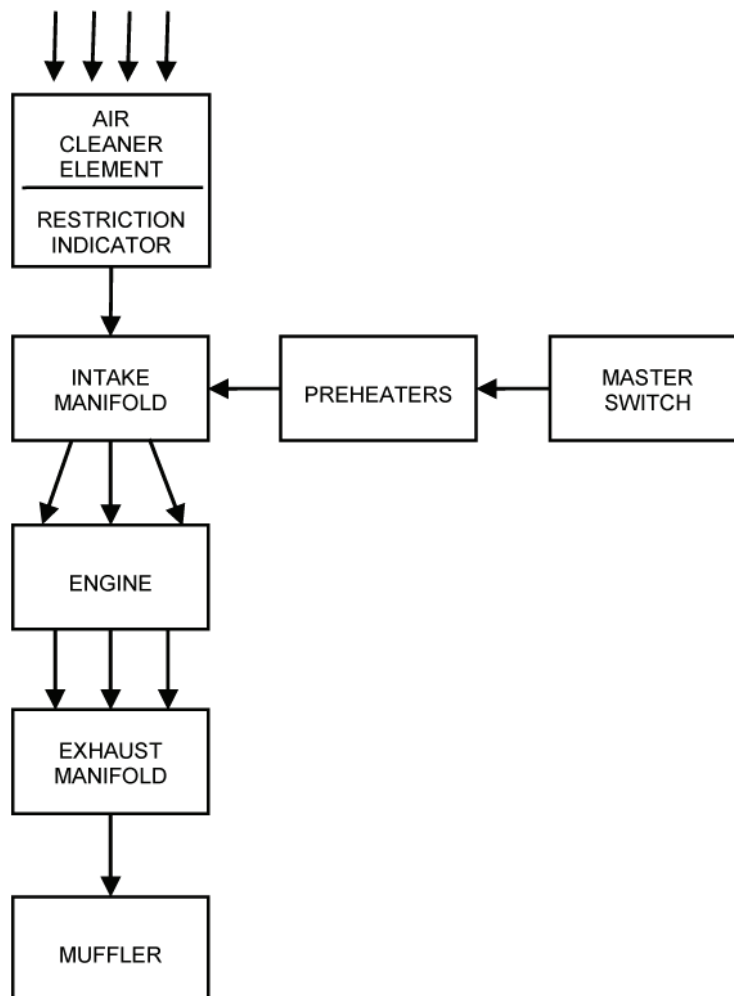 AIR
CLEANER
ELEMENT
RESTRICTION
INDICATOR
INTAKE
MANIFOLD
PREHEATERS
MASTER
SWITCH
ENGINE
EXHAUST
MANIFOLD
MUFFLER